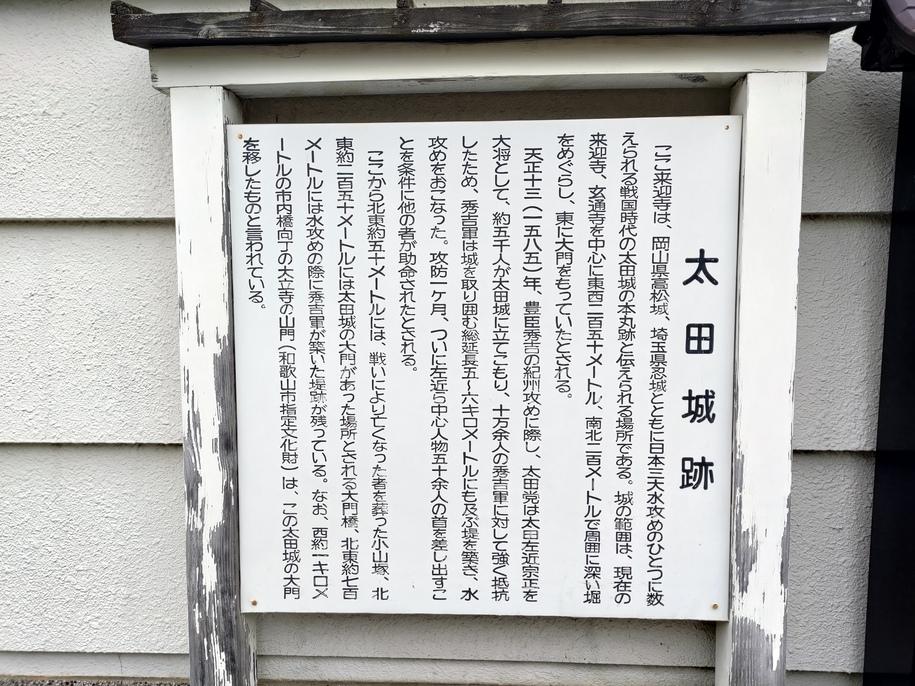 太田城跡
ここ来迎寺は、岡山県高松城、埼玉県忍城とともに日本三大水攻めのひとつに数
えられる戦国時代の太田城の本丸跡と伝えられる場所である。城の範囲は、現在の
来迎寺、玄通寺を中心に東西二百五十メートル、南北二百メートルで周囲に深い堀
をめぐらし、東に大門をもっていたとされる。
天正十三(一五八五)年、豊臣秀吉の紀州攻めに際し、太田党は太田左近宗正を
大将として、約五千人が太田城に立てこもり、十万余人の秀吉軍に対して強く抵抗
したため、秀吉軍は城を取り囲む総延長五~六キロメートルにも及ぶ堤を築き、水
攻めをおこなった。攻防一ケ月、ついに左近ら中心人物五十余人の首を差し出すこ
とを条件に他の者が助命されたとされる。
ここから北東約五十メートルには、戦いにより亡くなった者を葬った小山塚、北
東約二百五十メートルには太田城の大門があった場所とされる大門橋、北東約七百
メートルには水攻めの際に秀吉軍が築いた堤跡が残っている。なお、西約一キロメ
ートルの市内橋向丁の大立寺の山門(和歌山市指定文化財)は、この太田城の大門
を移したものと言われている。